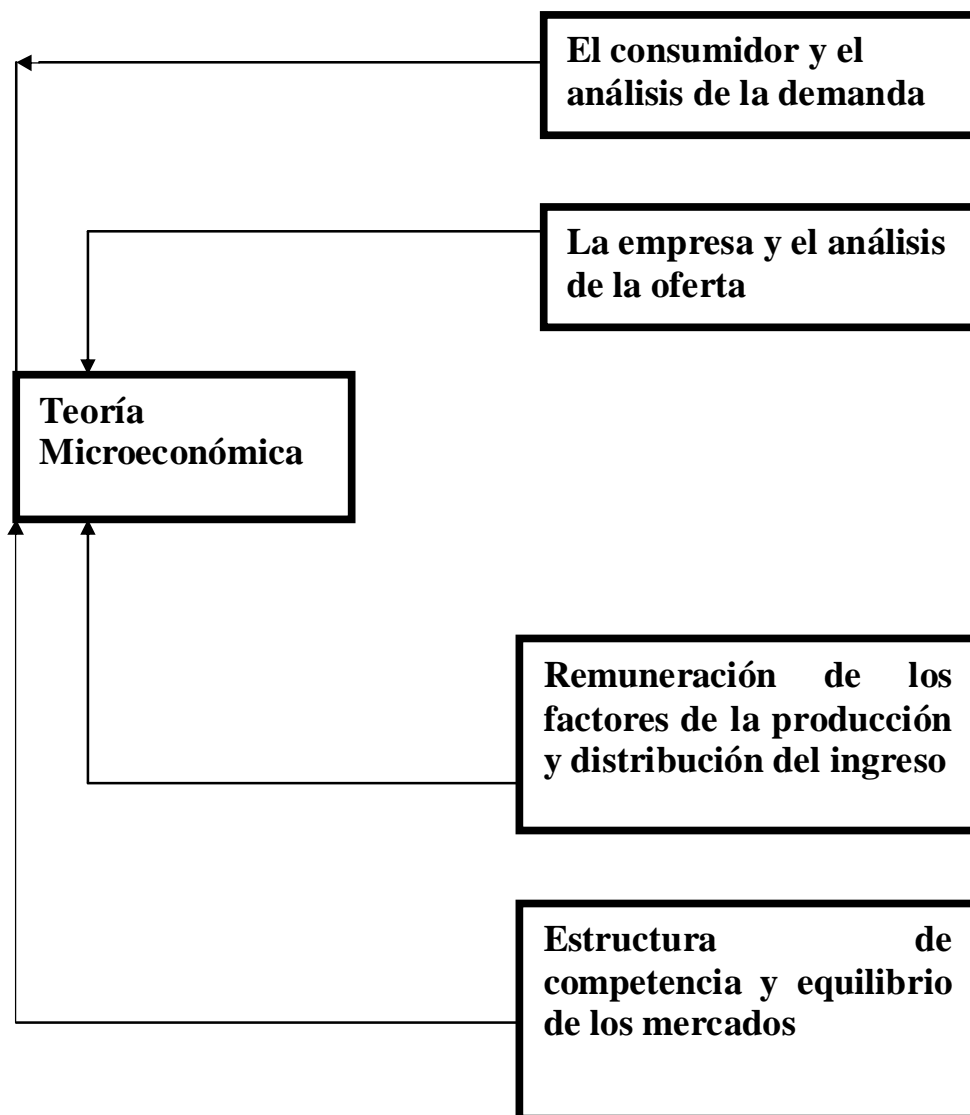 El consumidor y el
análisis de la demanda
La empresa y el análisis
de la oferta
Teoría
Microeconómica
Remuneración de los
factores de la producción
y distribución del ingreso
Estructura de
competencia y equilibrio
de los mercados